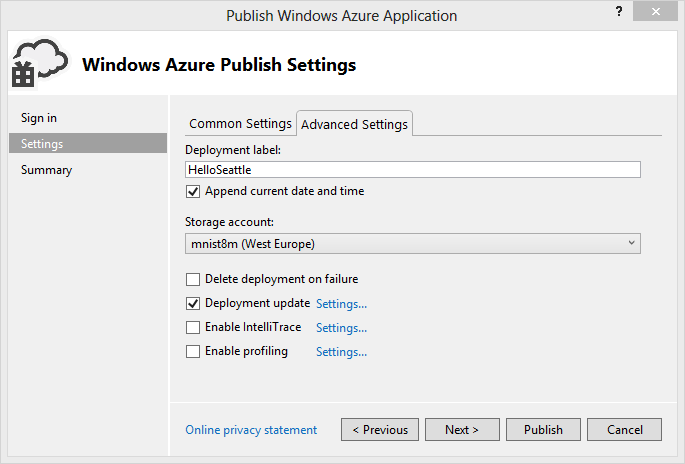 Publish Windows Azure Application
?
Windows Azure Publish Settings
Sign in
Settings
Summary
Common Settings
Advanced Settings
Deployment label:
HelloSeattle
Append current date and time
Storage account:
mnist8m (West Europe)
Delete deployment on failure
Deployment update Settings...
Enable IntelliTrace Settings...
Enable profiling Settings...
Online privacy statement
< Previous
Next >
Publish
Cancel